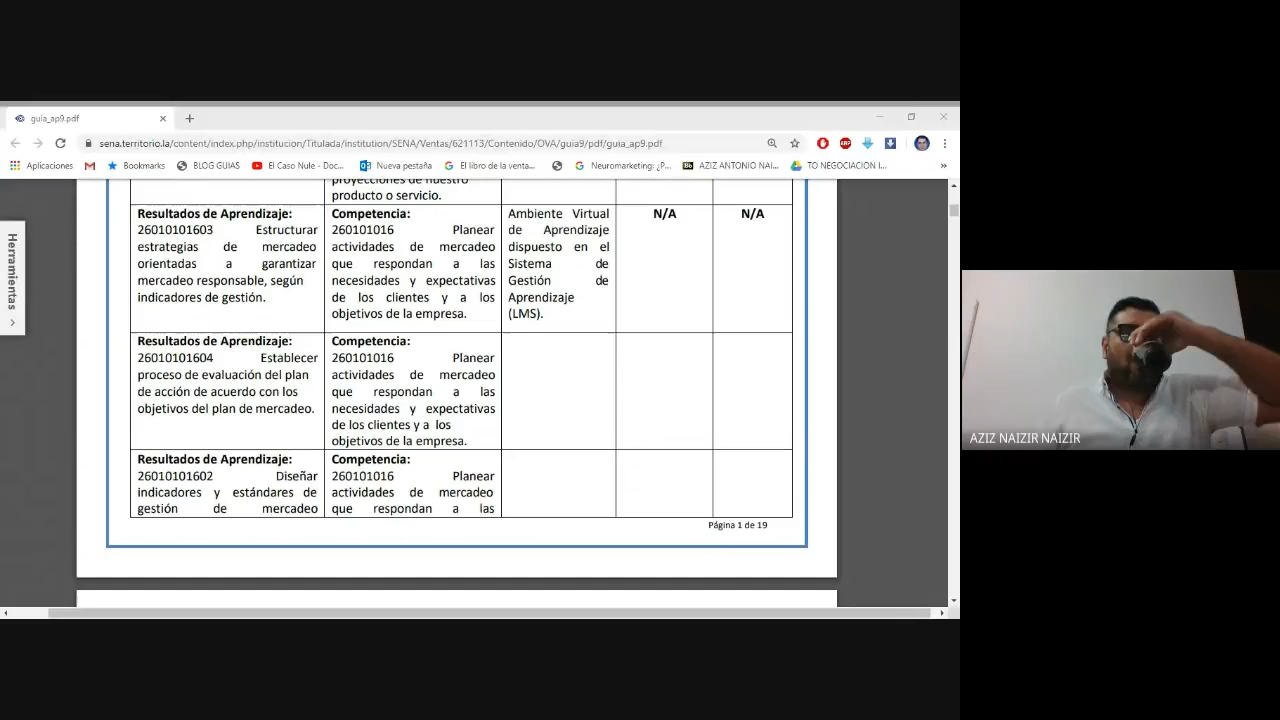 guia_ap9.pdf
sena.territorio.la/content/index.php/institucion/Titulada/institution/SENA/Ventas/621113/Contenido/OVA/guia9/pdf/guia_ap9.pdf
Aplicaciones
Bookmarks
BLOG GUIAS
El Caso Nule - Doc...
Nueva pestaña
El libro de la venta...
Neuromarketing: ¿P...
AZIZ ANTONIO NAI...
TO NEGOCIACION I...
»
Herramientas
proyecciones de nuestro
producto o servicio.
Resultados de Aprendizaje:
26010101603 Estructurar
estrategias de mercadeo
orientadas a garantizar
mercadeo responsable, según
indicadores de gestión.
Competencia:
260101016 Planear
actividades de mercadeo
que respondan a las
necesidades y expectativas
de los clientes y a los
objetivos de la empresa.
Ambiente Virtual
de Aprendizaje
dispuesto en el
Sistema de
Gestión de
Aprendizaje
(LMS).
N/A
N/A
Resultados de Aprendizaje:
26010101604 Establecer
proceso de evaluación del plan
de acción de acuerdo con los
objetivos del plan de mercadeo.
Competencia:
260101016 Planear
actividades de mercadeo
que respondan a las
necesidades y expectativas
de los clientes y a los
objetivos de la empresa.
Resultados de Aprendizaje:
26010101602 Diseñar
indicadores y estándares de
gestión de mercadeo
Competencia:
260101016 Planear
actividades de mercadeo
que respondan a las
Página 1 de 19
AZIZ NAIZIR NAIZIR